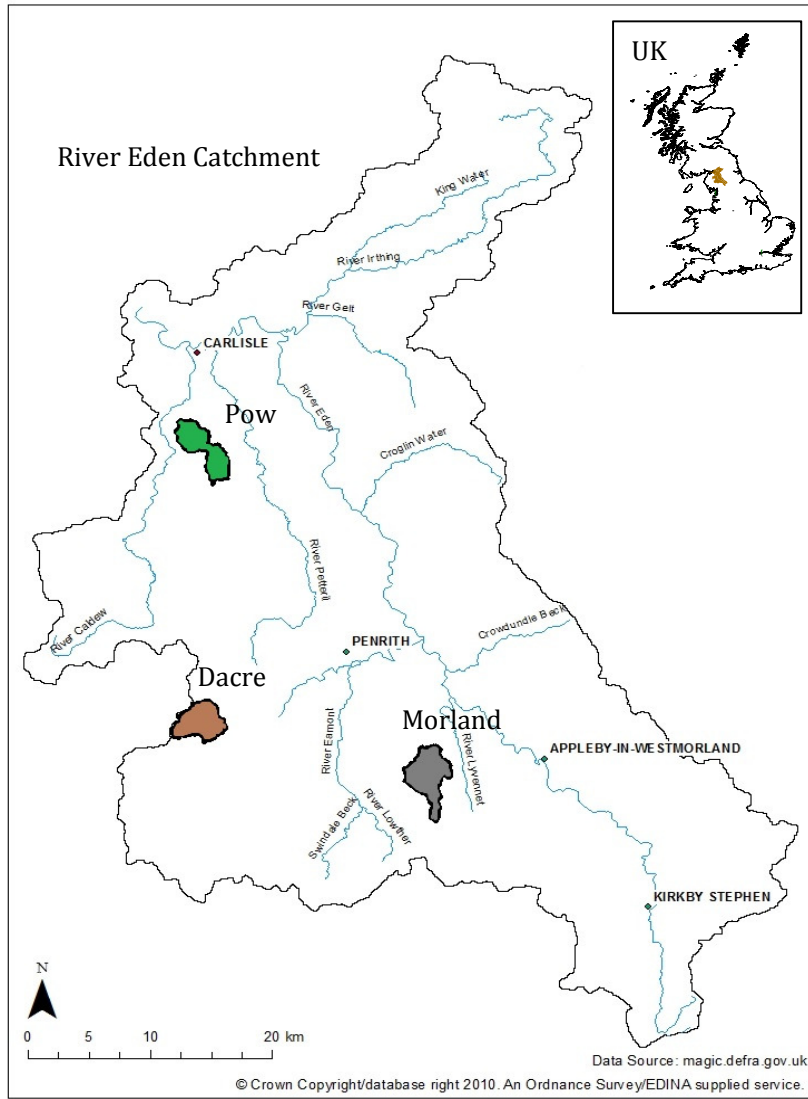 UK
River Eden Catchment
King Water
River Irthing
River Gelt
CARLISLE
River Eden
Pow
Croglin Water
River Petteril
River Caldew
Crowdundle Beck
PENRITH
Dacre
Morland
River Eamont
River Lyvennet
APPLEBY-IN-WESTMORLAND
Swindale Beck
River Lowther
KIRKBY STEPHEN
N
0 5 10 20 km
Data Source: magic.defra.gov.uk
© Crown Copyright/database right 2010. An Ordnance Survey/EDINA supplied service.